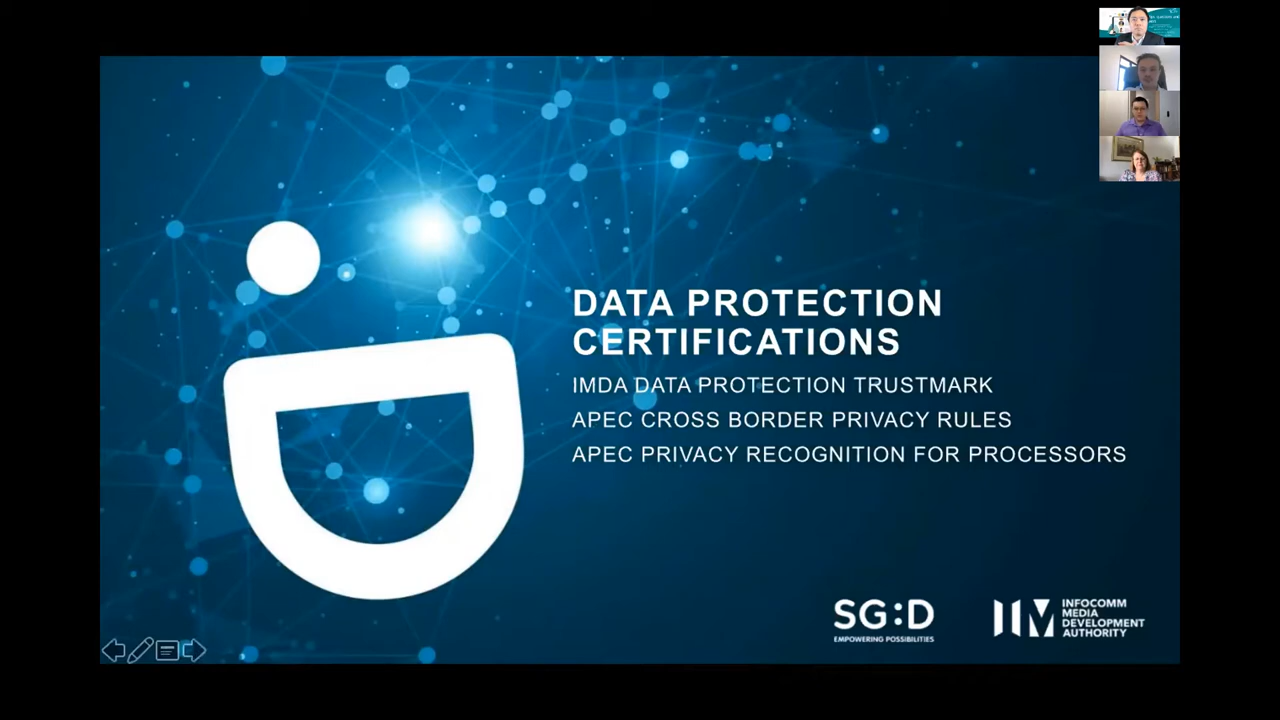 DATA PROTECTION
CERTIFICATIONS
IMDA DATA PROTECTION TRUSTMARK
APEC CROSS BORDER PRIVACY RULES
APEC PRIVACY RECOGNITION FOR PROCESSORS
SG:D
EMPOWERING POSSIBILITIES
INFOCOMM
MEDIA
DEVELOPMENT
AUTHORITY